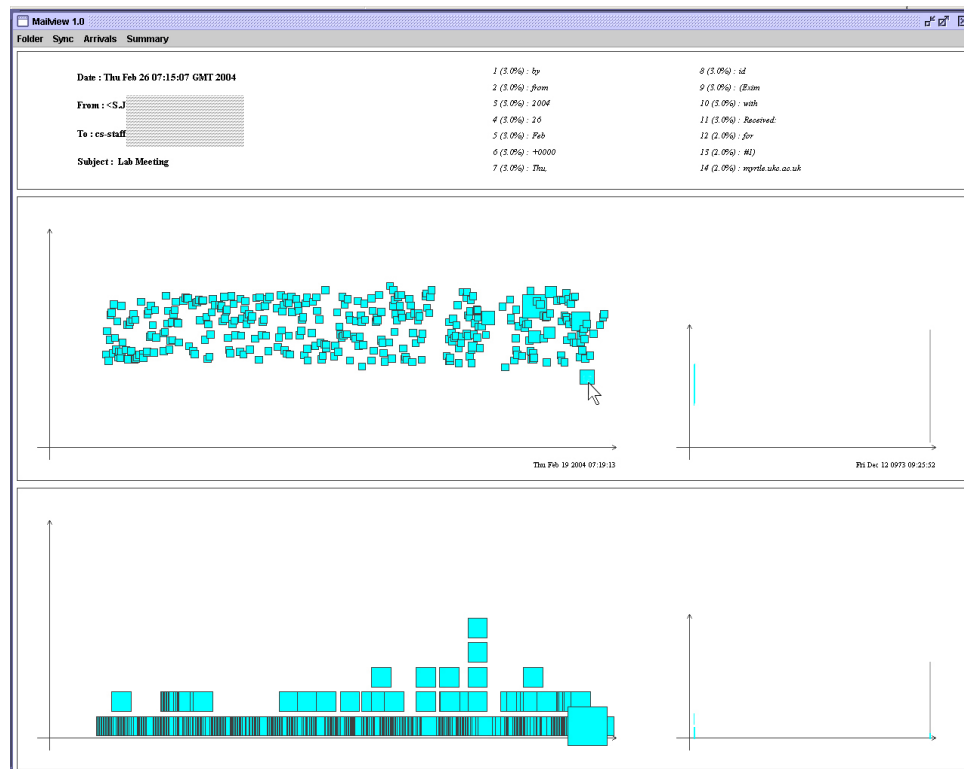 Mailview 1.0
Folder Sync Arrivals Summary
Date : Thu Feb 26 07:15:07 GMT 2004
From : <S.J
To : cs-staff
Subject : Lab Meeting
1 (3.0%) : by
2 (3.0%) : from
3 (3.0%) : 2004
4 (3.0%) : 26
5 (3.0%) : Feb
6 (3.0%) : +0000
7 (3.0%) : Thu,
8 (3.0%) : id
9 (3.0%) : (Exim
10 (3.0%) : with
11 (3.0%) : Received:
12 (2.0%) : for
13 (2.0%) : #1)
14 (2.0%) : myrtle.ukc.ac.uk
Thu Feb 19 2004 07:19:13
Fri Dec 12 0973 09:25:52